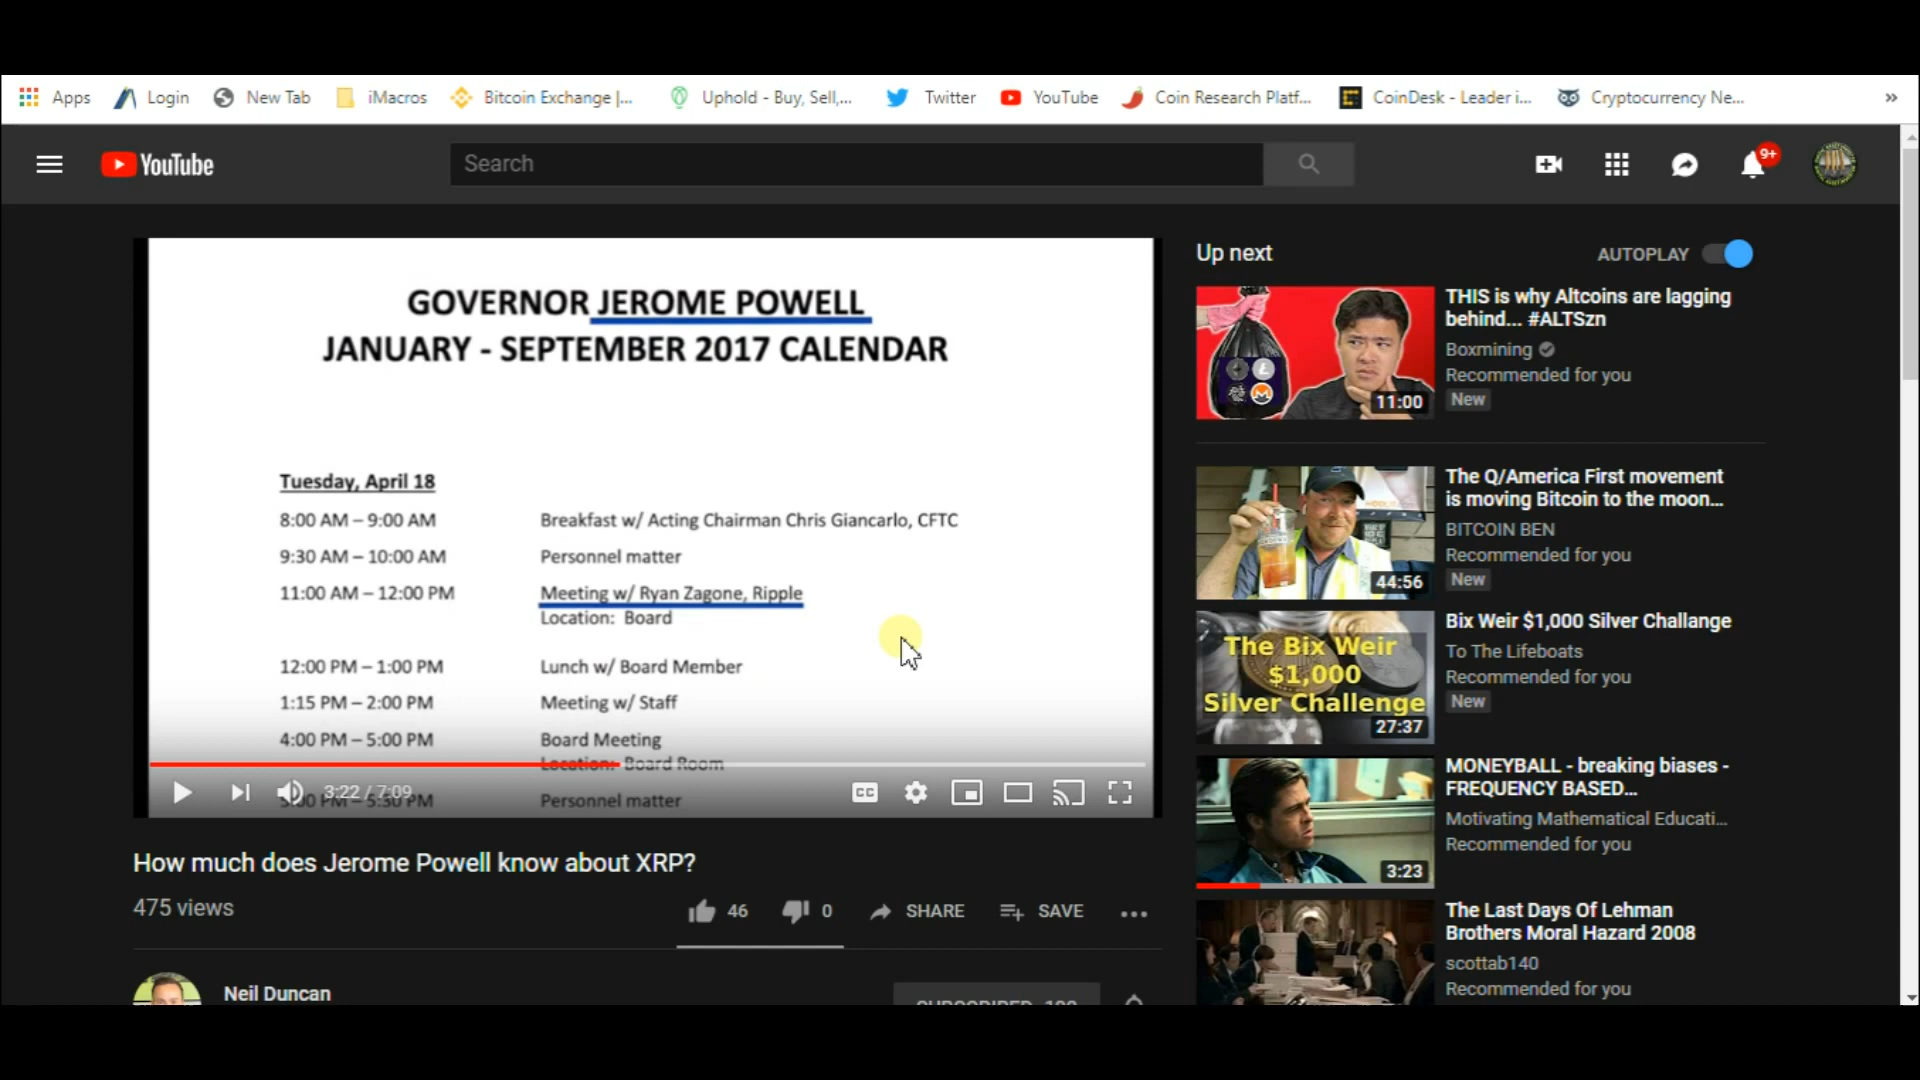 Apps Login New Tab iMacros Bitcoin Exchange |... Uphold - Buy, Sell,... Twitter YouTube Coin Research Platf... CoinDesk - Leader i... Cryptocurrency Ne... »
YouTube Search 9+
GOVERNOR JEROME POWELL
JANUARY - SEPTEMBER 2017 CALENDAR
Tuesday, April 18
8:00 AM – 9:00 AM Breakfast w/ Acting Chairman Chris Giancarlo, CFTC
9:30 AM – 10:00 AM Personnel matter
11:00 AM – 12:00 PM Meeting w/ Ryan Zagone, Ripple
Location: Board
12:00 PM – 1:00 PM Lunch w/ Board Member
1:15 PM – 2:00 PM Meeting w/ Staff
4:00 PM – 5:00 PM Board Meeting
Location: Board Room
5:00 PM – 5:30 PM Personnel matter
3:22 / 7:09
CC
How much does Jerome Powell know about XRP?
475 views
46 0 SHARE SAVE
Neil Duncan
Up next AUTOPLAY
THIS is why Altcoins are lagging
behind... #ALTSzn
Boxmining
Recommended for you
New
11:00
The Q/America First movement
is moving Bitcoin to the moon...
BITCOIN BEN
Recommended for you
New
44:56
The Bix Weir
$1,000
Silver Challenge
27:37
Bix Weir $1,000 Silver Challange
To The Lifeboats
Recommended for you
New
MONEYBALL - breaking biases -
FREQUENCY BASED...
Motivating Mathematical Educati...
Recommended for you
3:23
The Last Days Of Lehman
Brothers Moral Hazard 2008
scottab140
Recommended for you